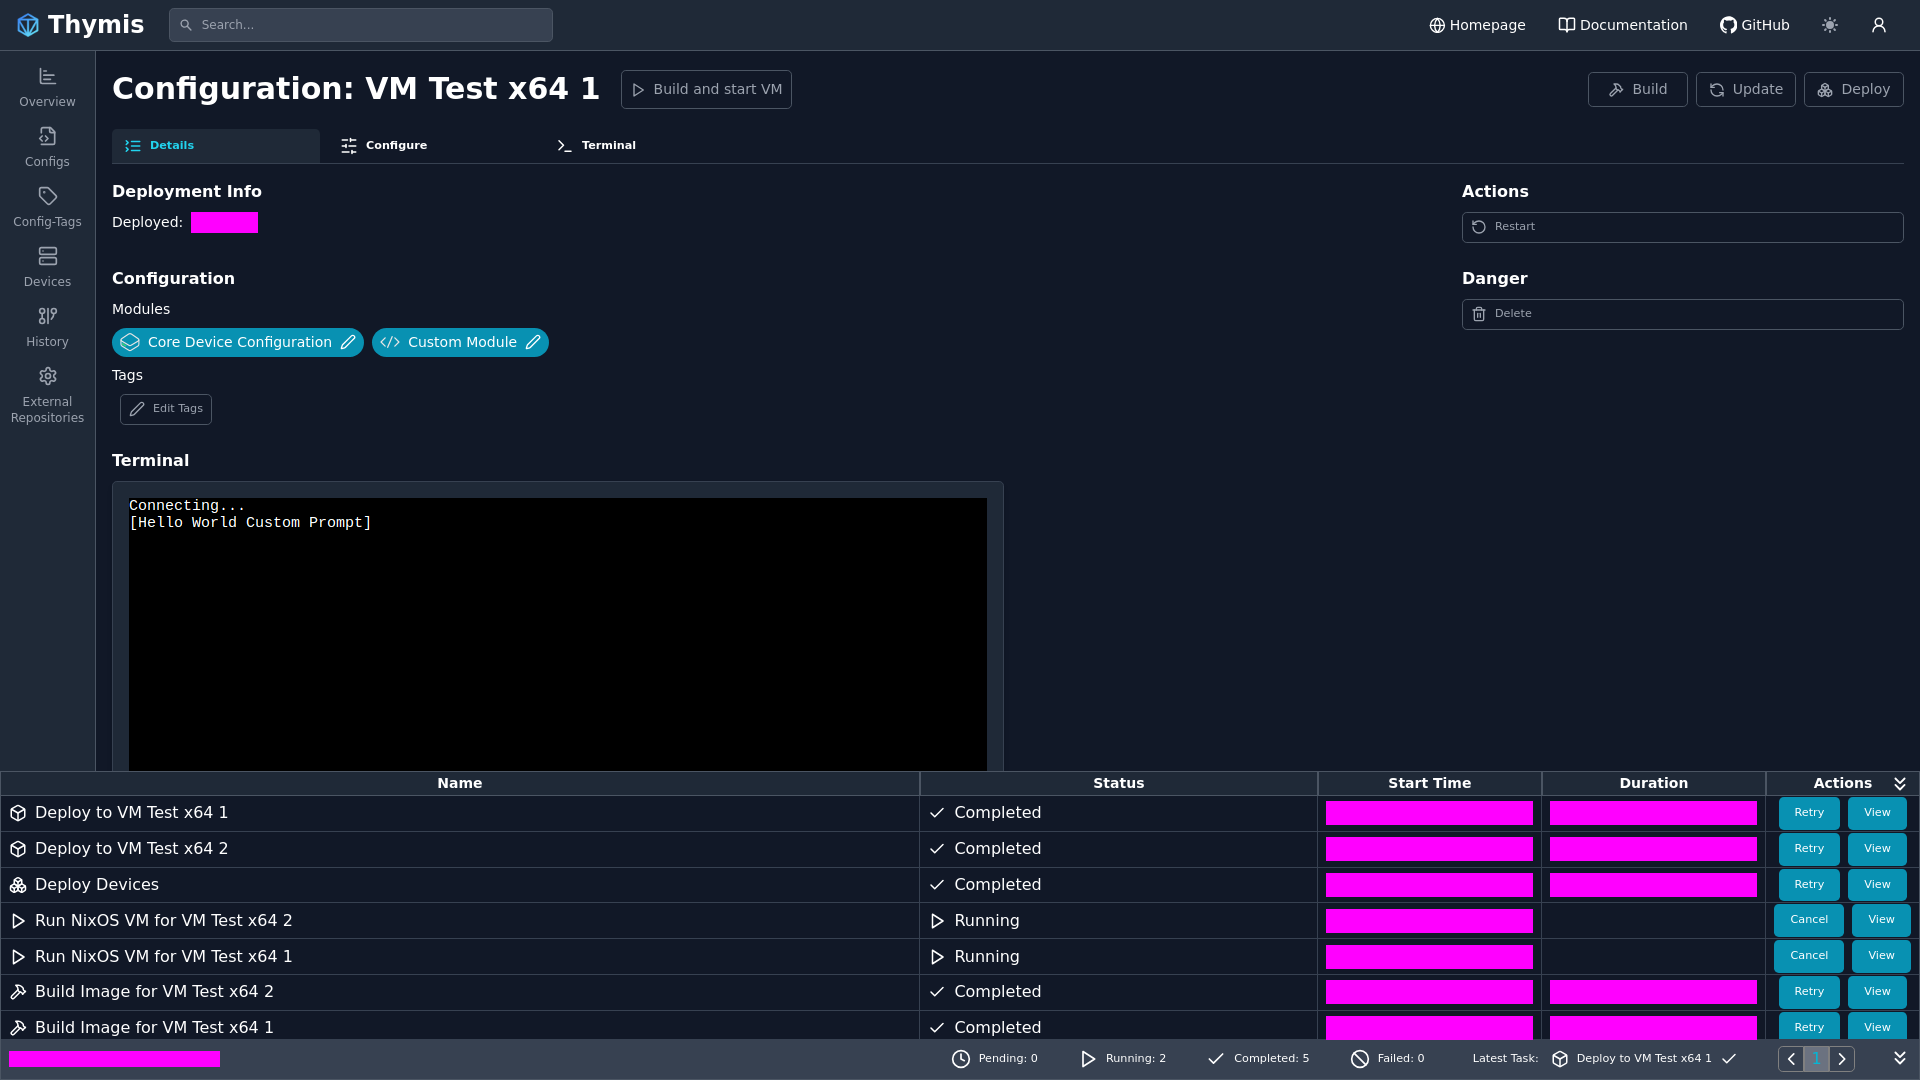 Thymis
Search...
Homepage
Documentation
GitHub
Overview
Configs
Config-Tags
Devices
History
External
Repositories
Configuration: VM Test x64 1
Build and start VM
Build
Update
Deploy
Details
Configure
Terminal
Deployment Info
Deployed:
Actions
Restart
Configuration
Danger
Modules
Delete
Core Device Configuration
Custom Module
Tags
Edit Tags
Terminal
Connecting...
[Hello World Custom Prompt]
Name Status Start Time Duration Actions
Deploy to VM Test x64 1 Completed Retry View
Deploy to VM Test x64 2 Completed Retry View
Deploy Devices Completed Retry View
Run NixOS VM for VM Test x64 2 Running Cancel View
Run NixOS VM for VM Test x64 1 Running Cancel View
Build Image for VM Test x64 2 Completed Retry View
Build Image for VM Test x64 1 Completed Retry View
Pending: 0 Running: 2 Completed: 5 Failed: 0 Latest Task: Deploy to VM Test x64 1 1